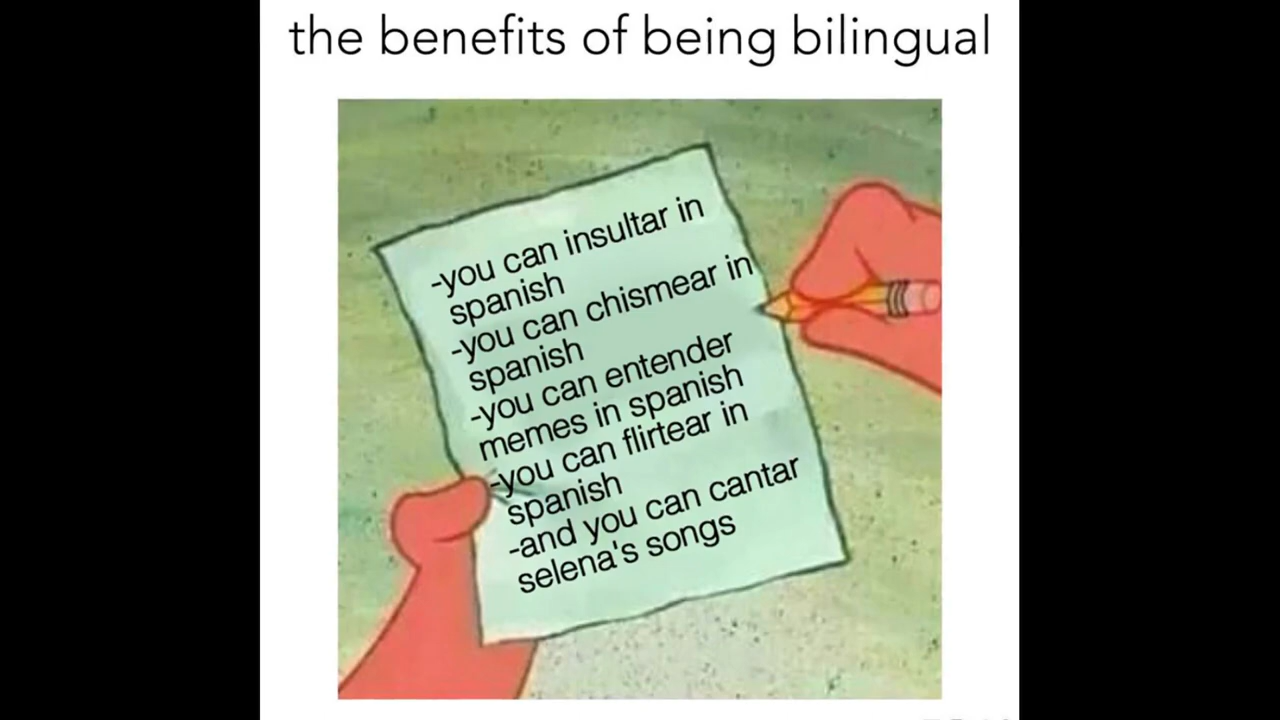 the benefits of being bilingual
-you can insultar in
spanish
-you can chismear in
spanish
-you can entender
memes in spanish
-you can flirtear in
spanish
-and you can cantar
selena's songs